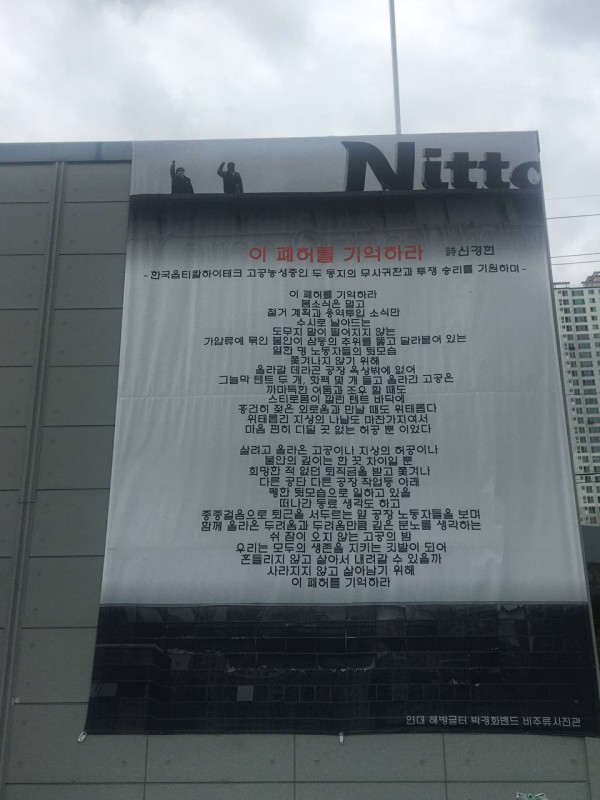 Nitto
이 폐허를 기억하라 詩신경현
-한국옵티칼하이테크 고공농성중인 두 동지의 무사귀환과 투쟁 승리를 기원하며-
이 폐허를 기억하라
봄소식은 멀고
철거 계획과 용역투입 소식만
수시로 날아드는
도무지 발이 떨어지지 않는
가압류에 묶인 불안이 삼동의 추위를 뚫고 달라붙어 있는
열한 명 노동자들의 뒷모습
쫓겨나지 않기 위해
올라갈 데라곤 공장 옥상밖에 없어
그늘막 텐트 두 개, 핫팩 몇 개 들고 올라간 고공은
까마득한 어둠과 조우 할 때도
스티로폼이 깔린 텐트 바닥에
흥건히 젖은 외로움과 만날 때도 위태롭다
위태롭긴 지상의 나날도 마찬가지여서
마음 편히 디딜 곳 없는 허공 뿐 이었다
살려고 올라온 고공이나 지상의 허공이나
불안의 깊이는 한 끗 차이일 뿐
희망한 적 없던 퇴직금을 받고 쫓겨나
다른 공단 다른 공장 작업등 아래
휑한 뒷모습으로 일하고 있을
떠나간 동료 생각도 하고
종종걸음으로 퇴근을 서두르는 옆 공장 노동자들을 보며
함께 올라온 두려움과 두려움만큼 깊은 분노를 생각하는
쉬 잠이 오지 않는 고공의 밤
우리는 모두의 생존을 지키는 깃발이 되어
흔들리지 않고 살아서 내려갈 수 있을까
사라지지 않고 살아남기 위해
이 폐허를 기억하라
연대 해방글터 박경화밴드 비주류사진관